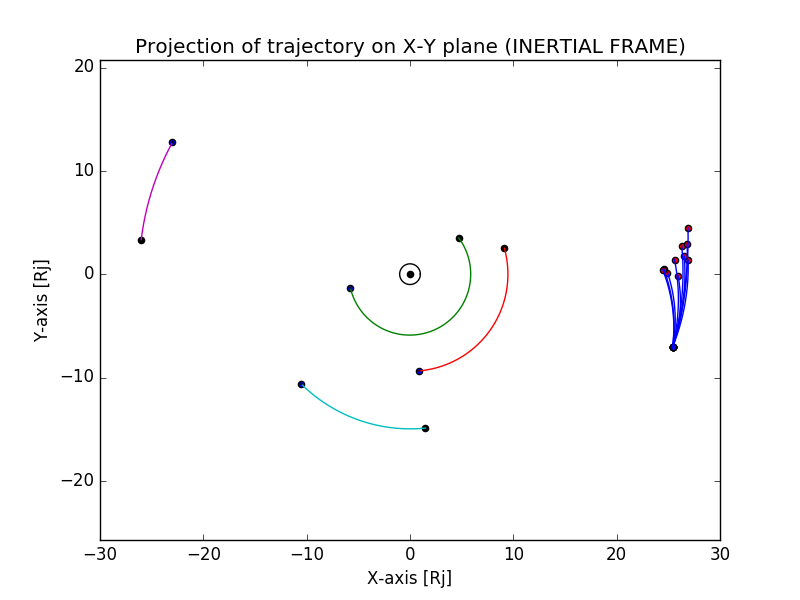 Projection of trajectory on X-Y plane (INERTIAL FRAME)
20
10
0
−10
−20
Y-axis [Rj]
−30 −20 −10 0 10 20 30
X-axis [Rj]